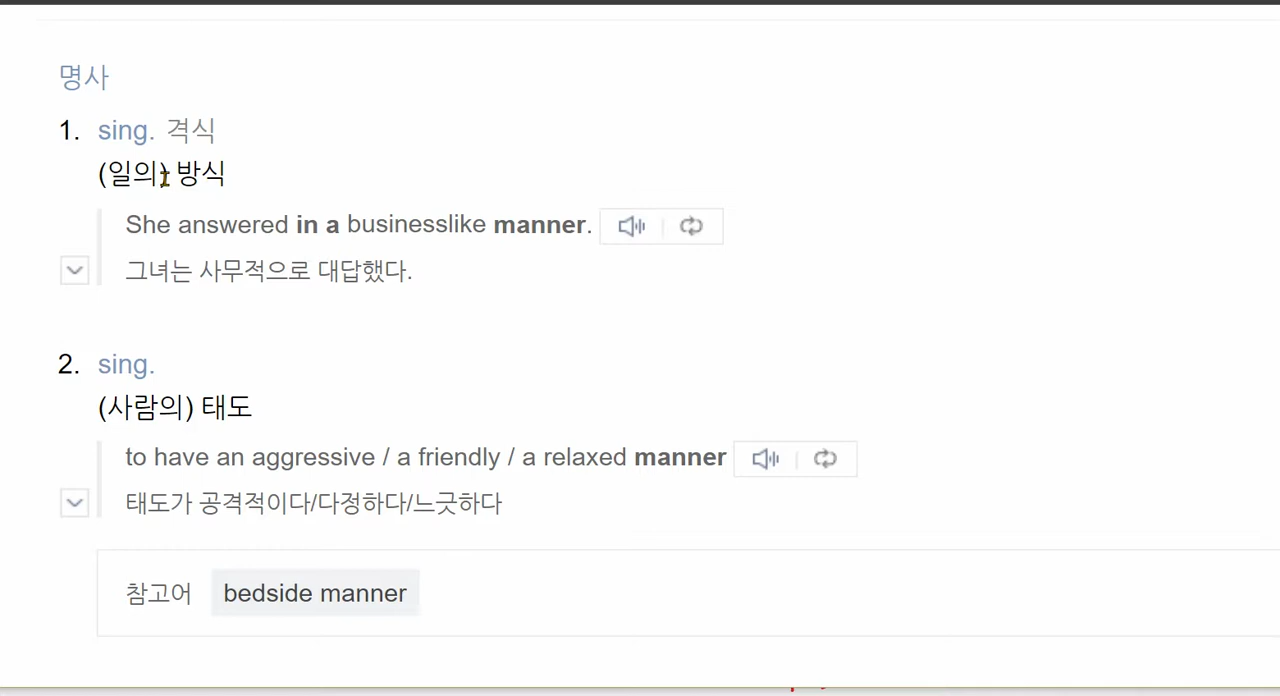 명사
1. sing. 격식
(일의) 방식
She answered in a businesslike manner.
그녀는 사무적으로 대답했다.
2. sing.
(사람의) 태도
to have an aggressive / a friendly / a relaxed manner
태도가 공격적이다/다정하다/느긋하다
참고어 bedside manner